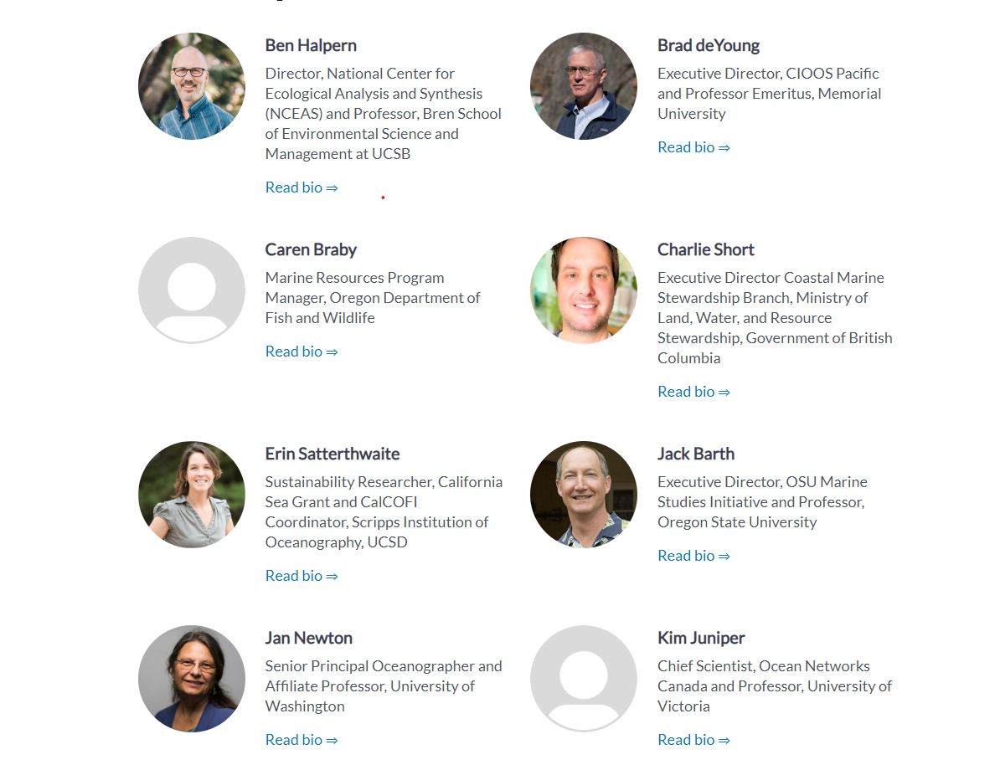 Ben Halpern
Director, National Center for
Ecological Analysis and Synthesis
(NCEAS) and Professor, Bren School
of Environmental Science and
Management at UCSB
Read bio ⇒
Brad deYoung
Executive Director, CIOOS Pacific
and Professor Emeritus, Memorial
University
Read bio ⇒
Caren Braby
Marine Resources Program
Manager, Oregon Department of
Fish and Wildlife
Read bio ⇒
Charlie Short
Executive Director Coastal Marine
Stewardship Branch, Ministry of
Land, Water, and Resource
Stewardship, Government of British
Columbia
Read bio ⇒
Erin Satterthwaite
Sustainability Researcher, California
Sea Grant and CalCOFI
Coordinator, Scripps Institution of
Oceanography, UCSD
Read bio ⇒
Jack Barth
Executive Director, OSU Marine
Studies Initiative and Professor,
Oregon State University
Read bio ⇒
Jan Newton
Senior Principal Oceanographer and
Affiliate Professor, University of
Washington
Read bio ⇒
Kim Juniper
Chief Scientist, Ocean Networks
Canada and Professor, University of
Victoria
Read bio ⇒